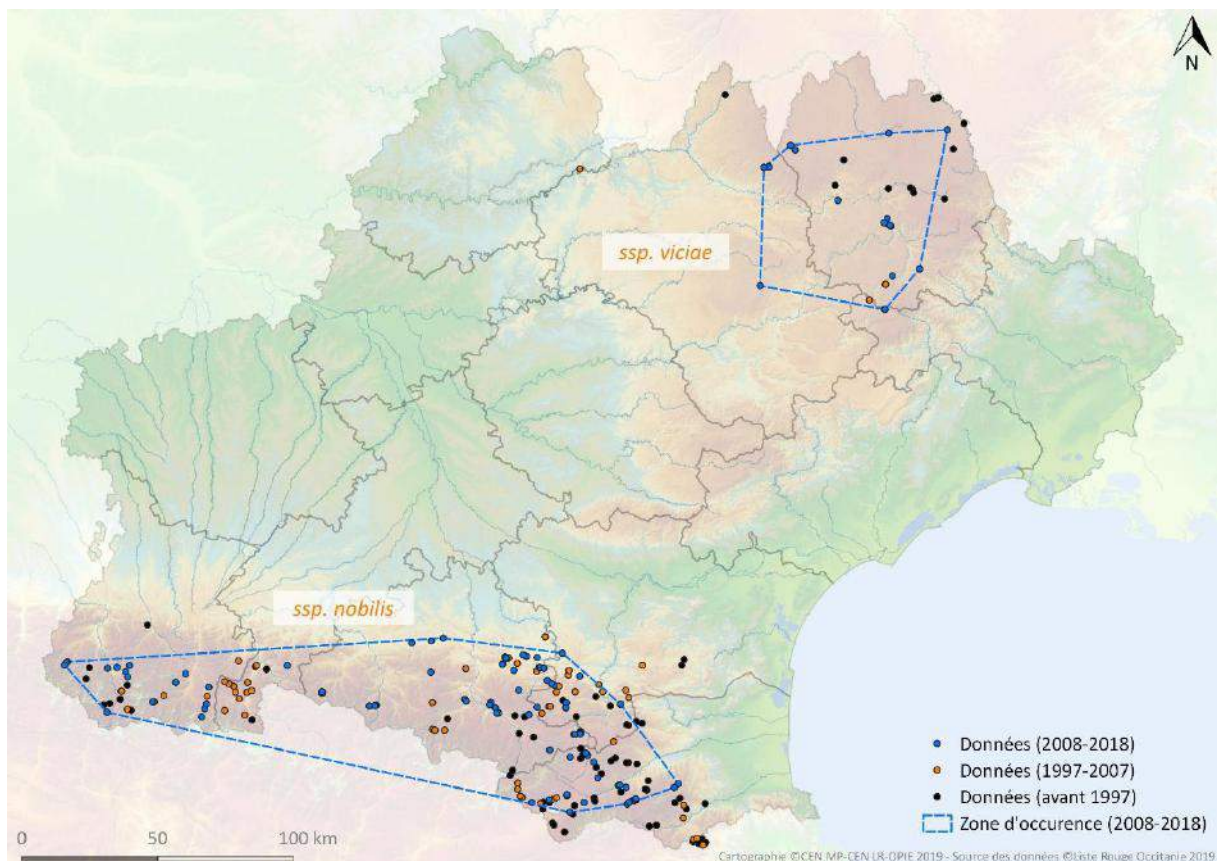 N
ssp. viciae
ssp. nobilis
Données (2008-2018)
Données (1997-2007)
Données (avant 1997)
Zone d'occurence (2008-2018)
0 50 100 km
Cartographie ©CEN MP-CEN LR-OPIE 2019 - Source des données ©Liste Rouge Occitanie 2019